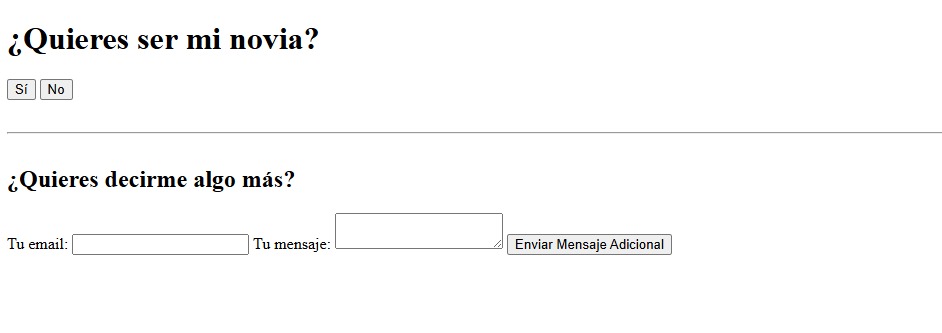 ¿Quieres ser mi novia?
Sí No
¿Quieres decirme algo más?
Tu email: Tu mensaje: Enviar Mensaje Adicional